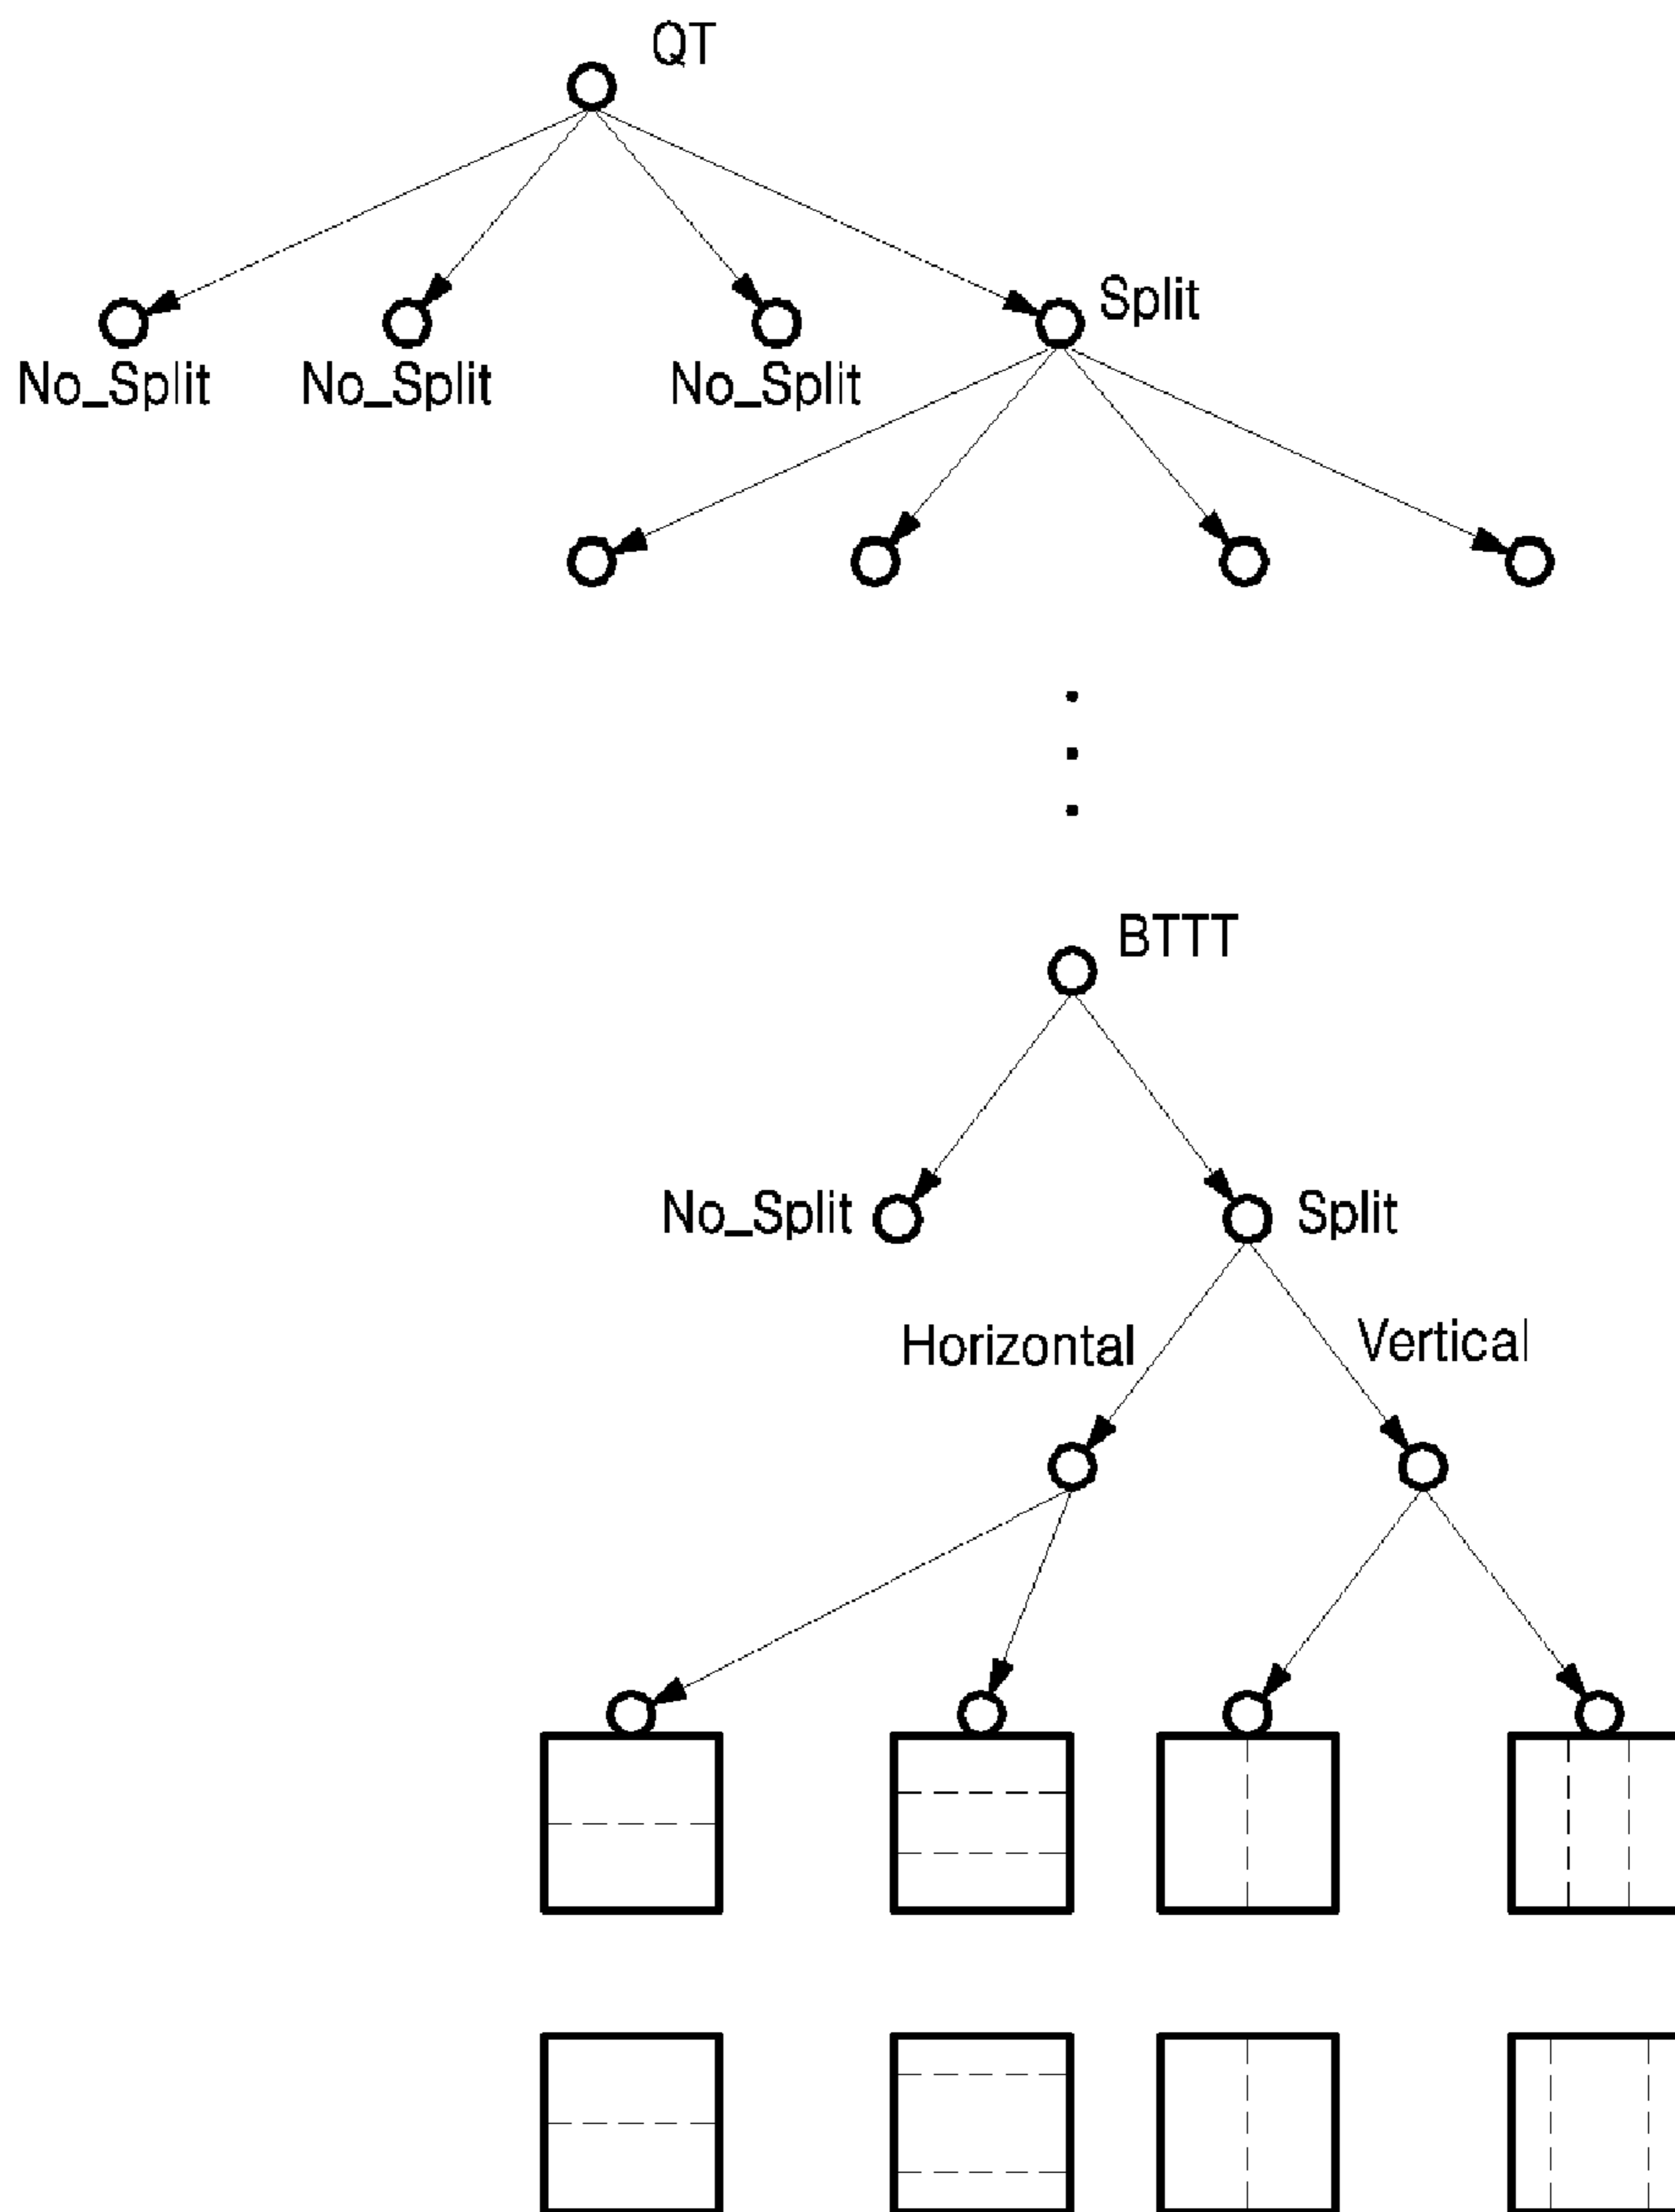 QT
Split
No_Split
No_Split
No_Split
BTTT
No_Split
Split
Horizontal
Vertical